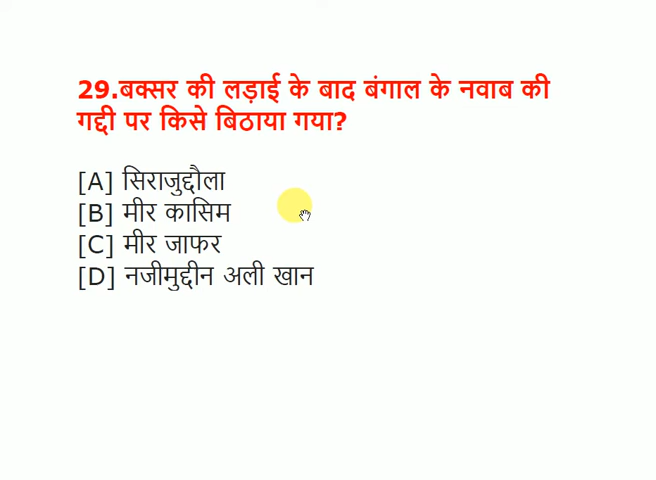 29.बक्सर की लड़ाई के बाद बंगाल के नवाब की
गद्दी पर किसे बिठाया गया?
[A] सिराजुद्दौला
[B] मीर कासिम
[C] मीर जाफर
[D] नजीमुद्दीन अली खान